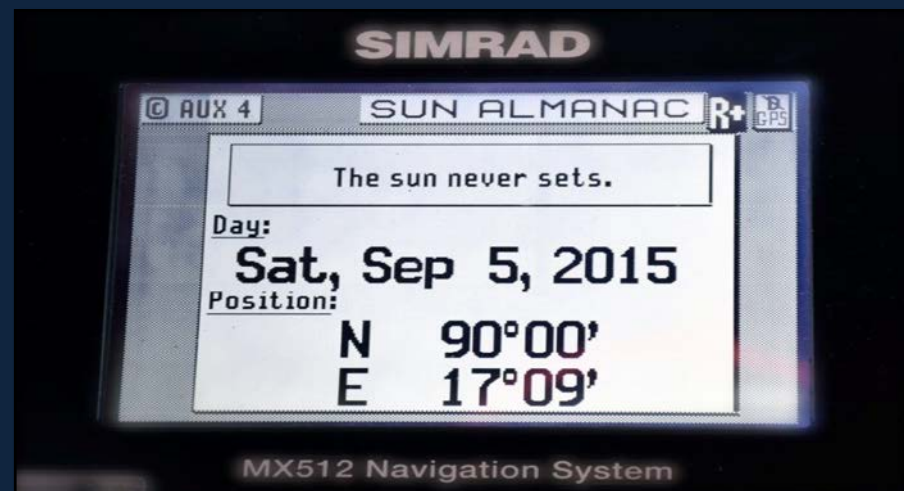 SIMRAD
© AUX 4 SUN ALMANAC R+ B GPS
The sun never sets.
Day:
Sat, Sep 5, 2015
Position:
N 90°00'
E 17°09'
MX512 Navigation System